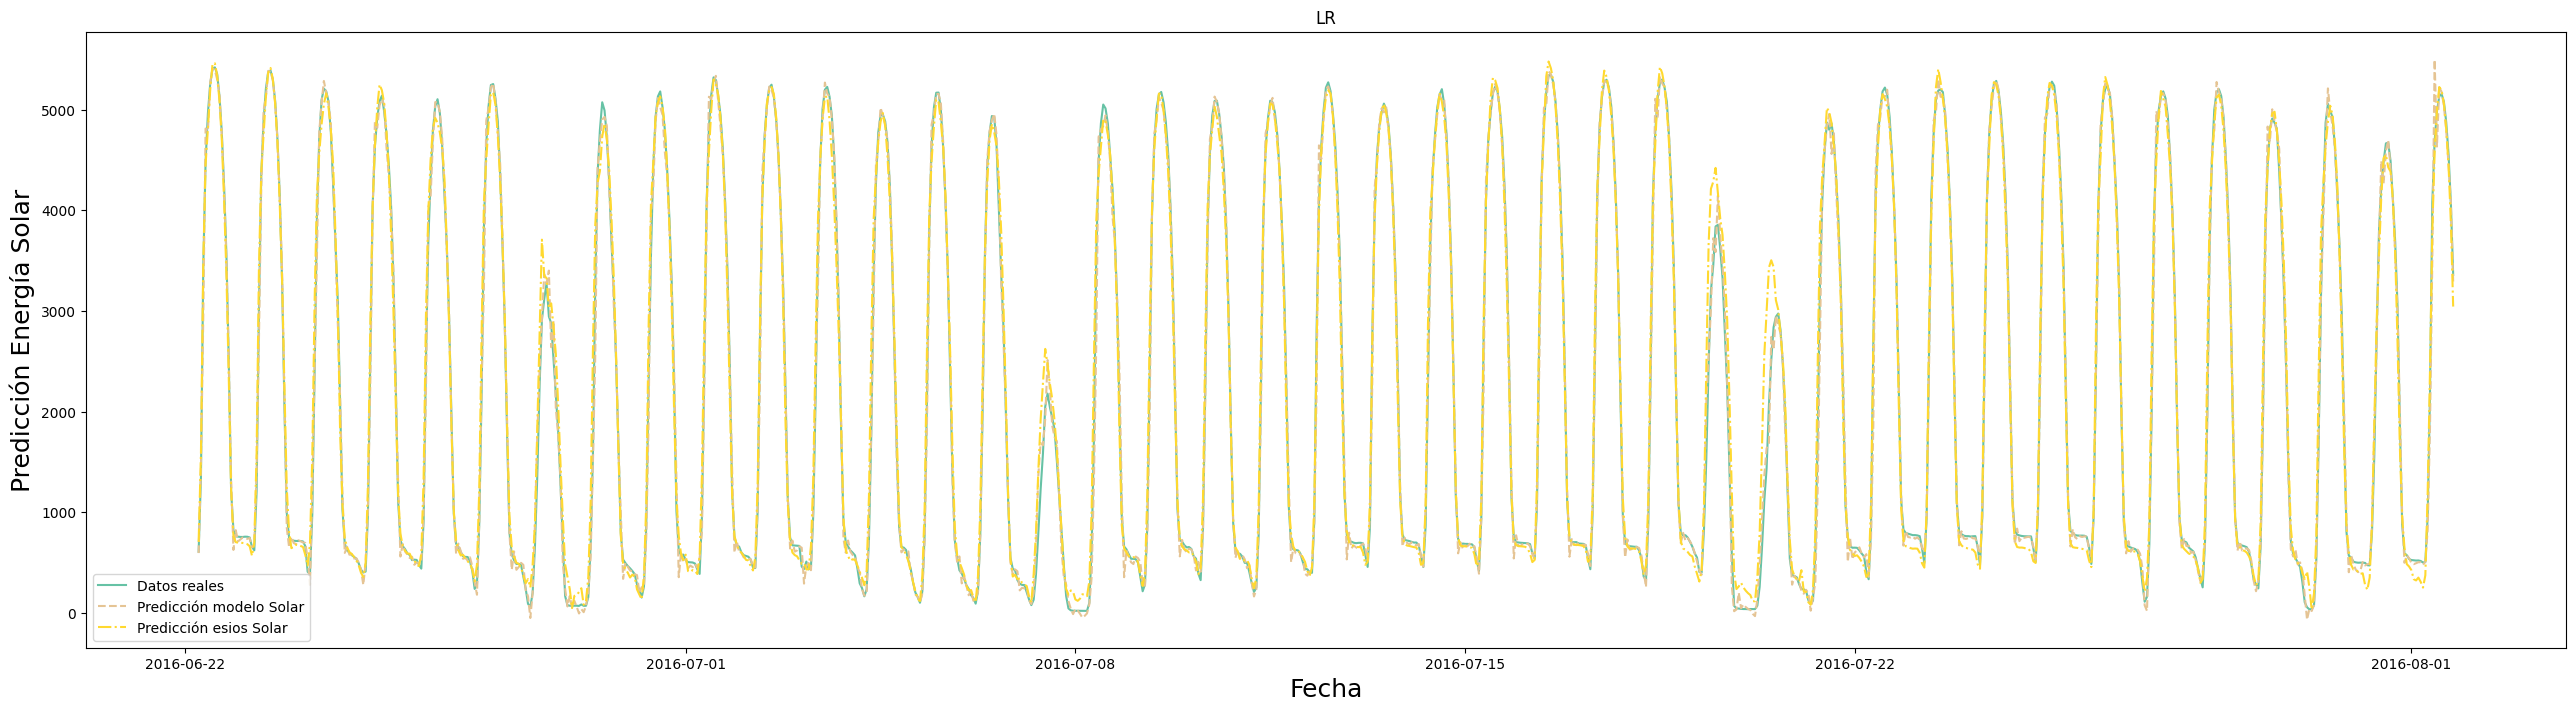 LR
Predicción Energía Solar
5000
4000
3000
2000
1000
0
Datos reales
Predicción modelo Solar
Predicción esios Solar
2016-06-22
2016-07-01
2016-07-08
2016-07-15
2016-07-22
2016-08-01
Fecha